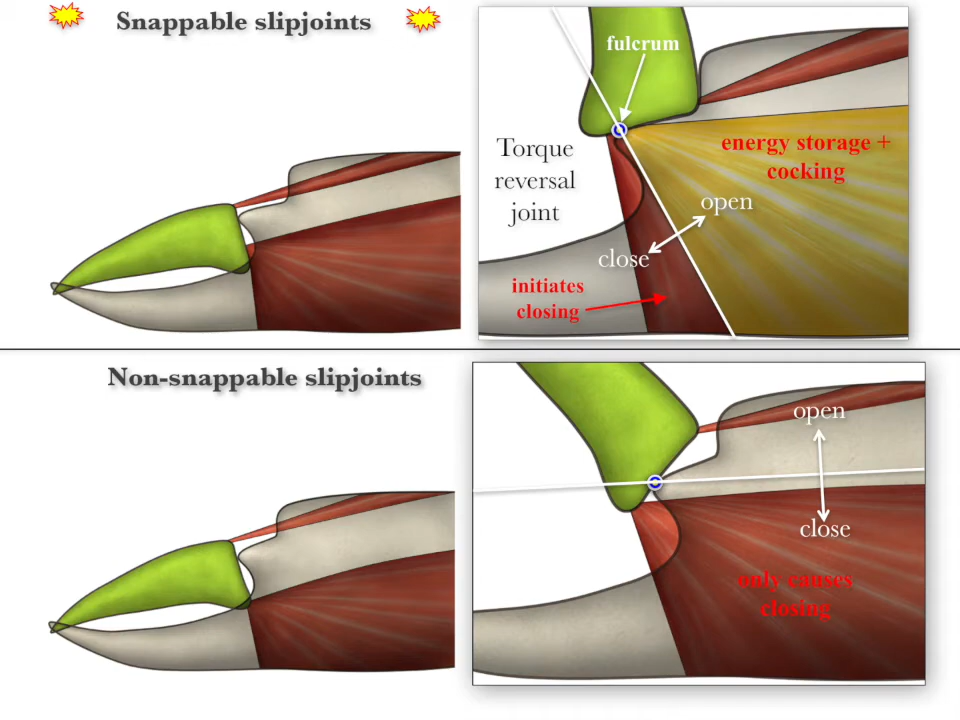 Snappable slipjoints
fulcrum
Torque
reversal
joint
energy storage +
cocking
open
close
initiates
closing
Non-snappable slipjoints
open
close
only causes
closing